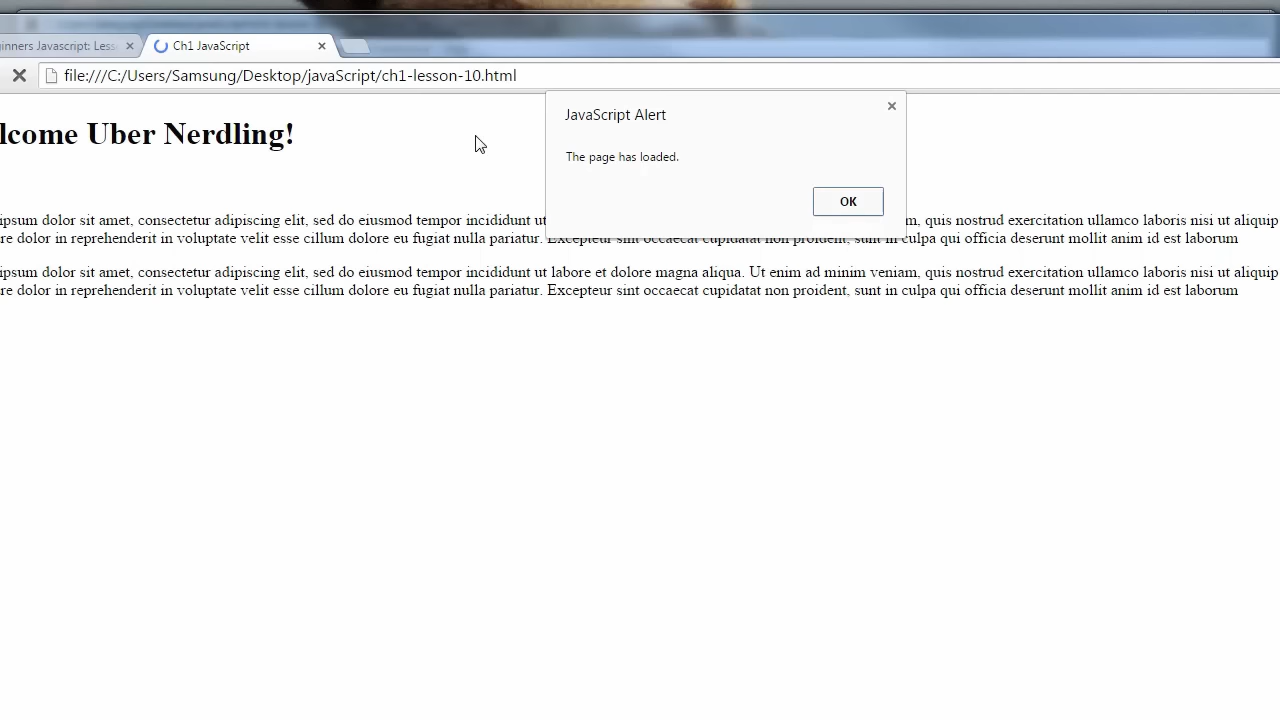 ginners Javascript: Less
Ch1 JavaScript
file:///C:/Users/Samsung/Desktop/javaScript/ch1-lesson-10.html
JavaScript Alert
The page has loaded.
OK
lcome Uber Nerdling!
ipsum dolor sit amet, consectetur adipiscing elit, sed do eiusmod tempor incididunt ut m, quis nostrud exercitation ullamco laboris nisi ut aliquip
re dolor in reprehenderit in voluptate velit esse cillum dolore eu fugiat nulla pariatur. Excepteur sint occaecat cupidatat non proident, sunt in culpa qui officia deserunt mollit anim id est laborum
ipsum dolor sit amet, consectetur adipiscing elit, sed do eiusmod tempor incididunt ut labore et dolore magna aliqua. Ut enim ad minim veniam, quis nostrud exercitation ullamco laboris nisi ut aliquip
re dolor in reprehenderit in voluptate velit esse cillum dolore eu fugiat nulla pariatur. Excepteur sint occaecat cupidatat non proident, sunt in culpa qui officia deserunt mollit anim id est laborum